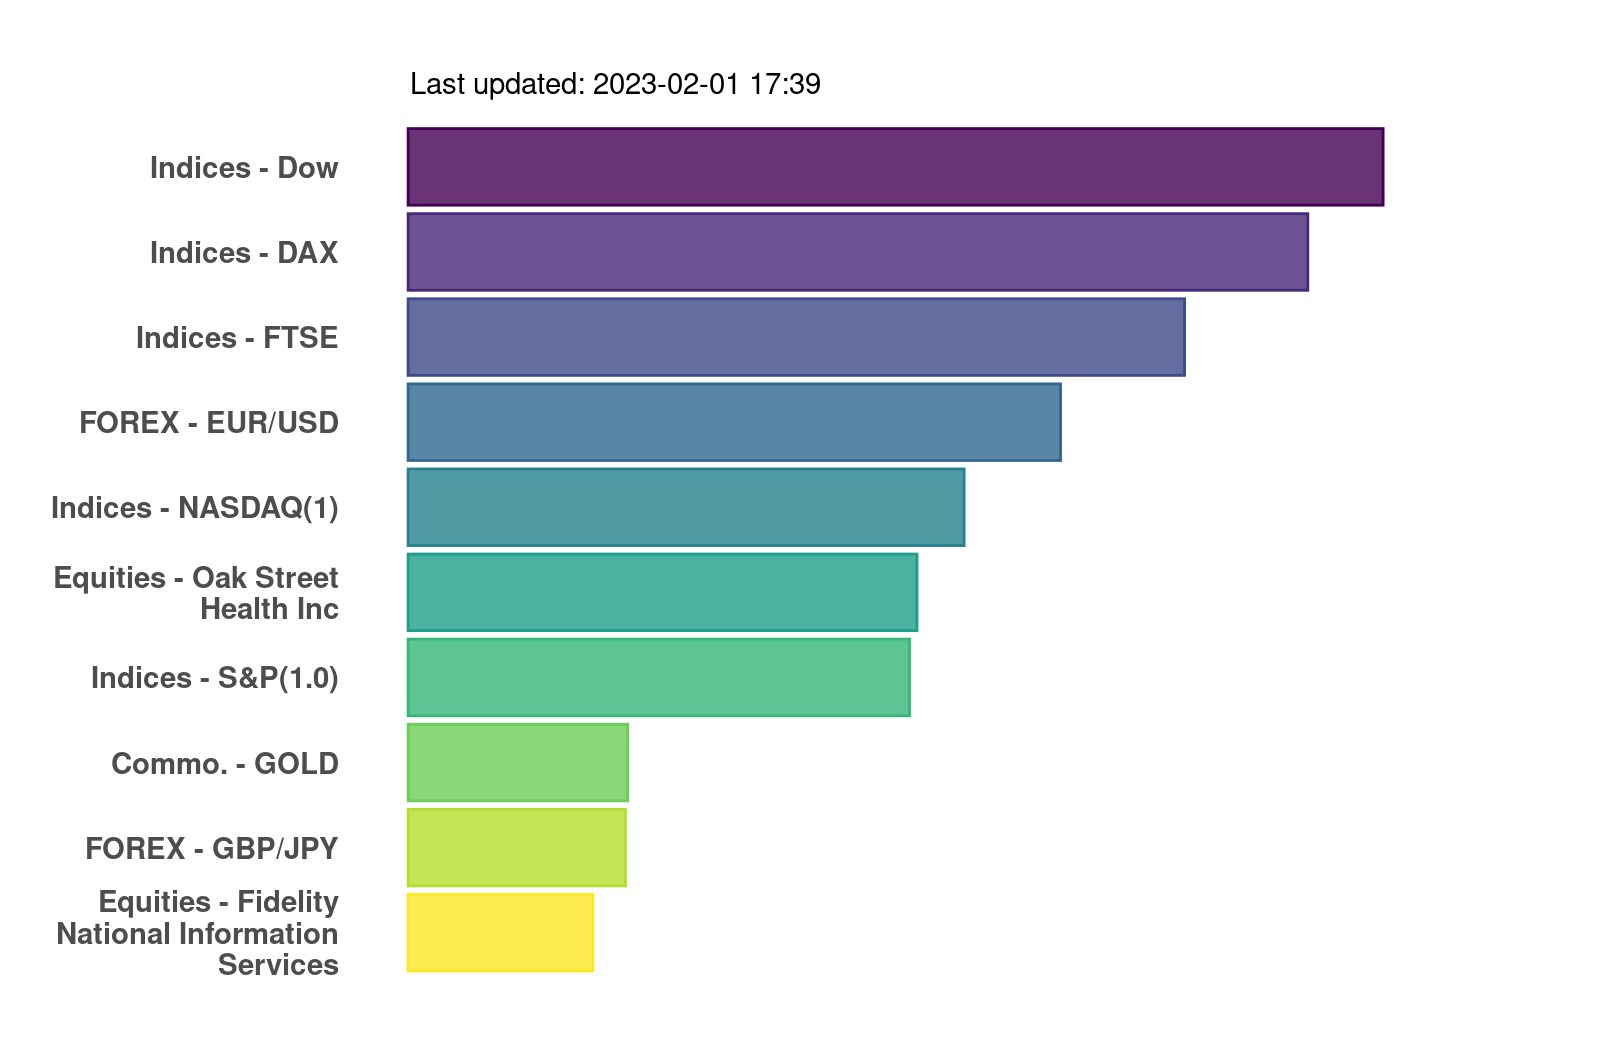 Last updated: 2023-02-01 17:39
Indices - Dow
Indices - DAX
Indices - FTSE
FOREX - EUR/USD
Indices - NASDAQ(1)
Equities - Oak Street
Health Inc
Indices - S&P(1.0)
Commo. - GOLD
FOREX - GBP/JPY
Equities - Fidelity
National Information
Services